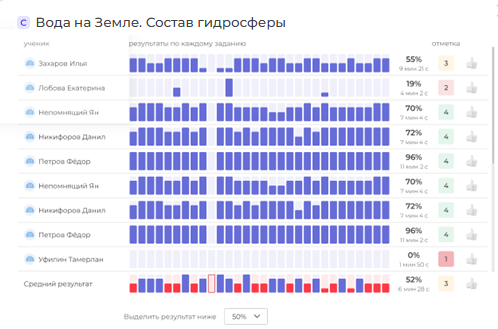 С Вода на Земле. Состав гидросферы
ученик результаты по каждому заданию отметка
Захаров Илья 55% 3
9 мин 21 с
Лобова Екатерина 19% 2
4 мин 2 с
Непомнящий Ян 70% 4
7 мин 4 с
Никифоров Данил 72% 4
7 мин 4 с
Петров Фёдор 96% 4
11 мин 2 с
Непомнящий Ян 70% 4
7 мин 4 с
Никифоров Данил 72% 4
7 мин 4 с
Петров Фёдор 96% 4
11 мин 2 с
Уфилин Тамерлан 0% 1
1 мин 50 с
Средний результат 52% 3
6 мин 28 с
Выделить результат ниже 50%